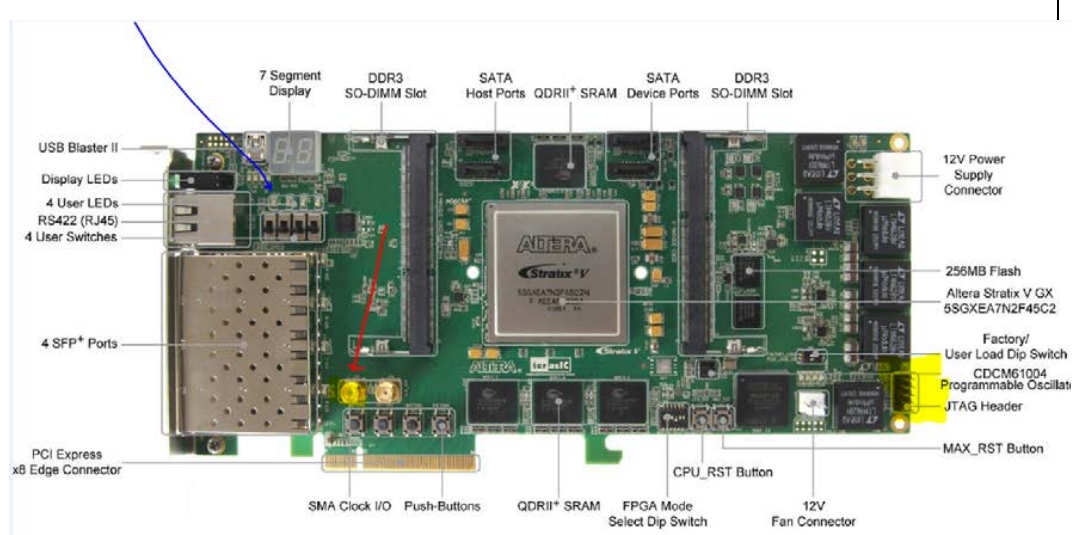 7 Segment
Display
DDR3
SO-DIMM Slot
SATA
Host Ports
QDRII+ SRAM
SATA
Device Ports
DDR3
SO-DIMM Slot
USB Blaster II
Display LEDs
4 User LEDs
RS422 (RJ45)
4 User Switches
4 SFP+ Ports
PCI Express
x8 Edge Connector
12V Power
Supply
Connector
256MB Flash
Altera Stratix V GX
5SGXEA7N2F45C2
Factory/
User Load Dip Switch
CDCM61004
Programmable Oscillato
JTAG Header
MAX_RST Button
ALTERA
Stratix V
5SGXEA7N2F45C2N
ALTERA
terasIC
Stratix V
SMA Clock I/O
Push-Buttons
QDRII+ SRAM
FPGA Mode
Select Dip Switch
CPU_RST Button
12V
Fan Connector